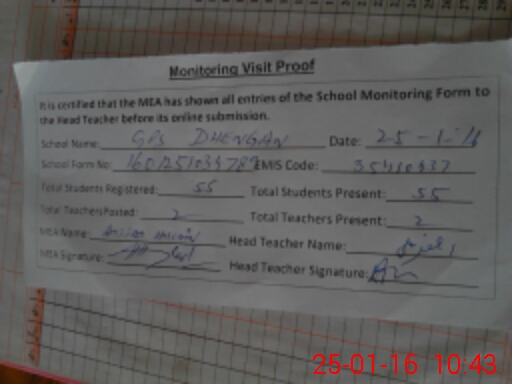 Monitoring Visit Proof
It is certified that the MEA has shown all entries of the School Monitoring Form to
the Head Teacher before its online submission.
School Name: GPS DHENGAN Date: 25-1-16
School Form No: EMIS Code:
Total Students Registered: 55 Total Students Present: 55
Total Teachers Posted: 2 Total Teachers Present: 2
MEA Name: Head Teacher Name:
MEA Signature: Head Teacher Signature:
25-01-16 10:43